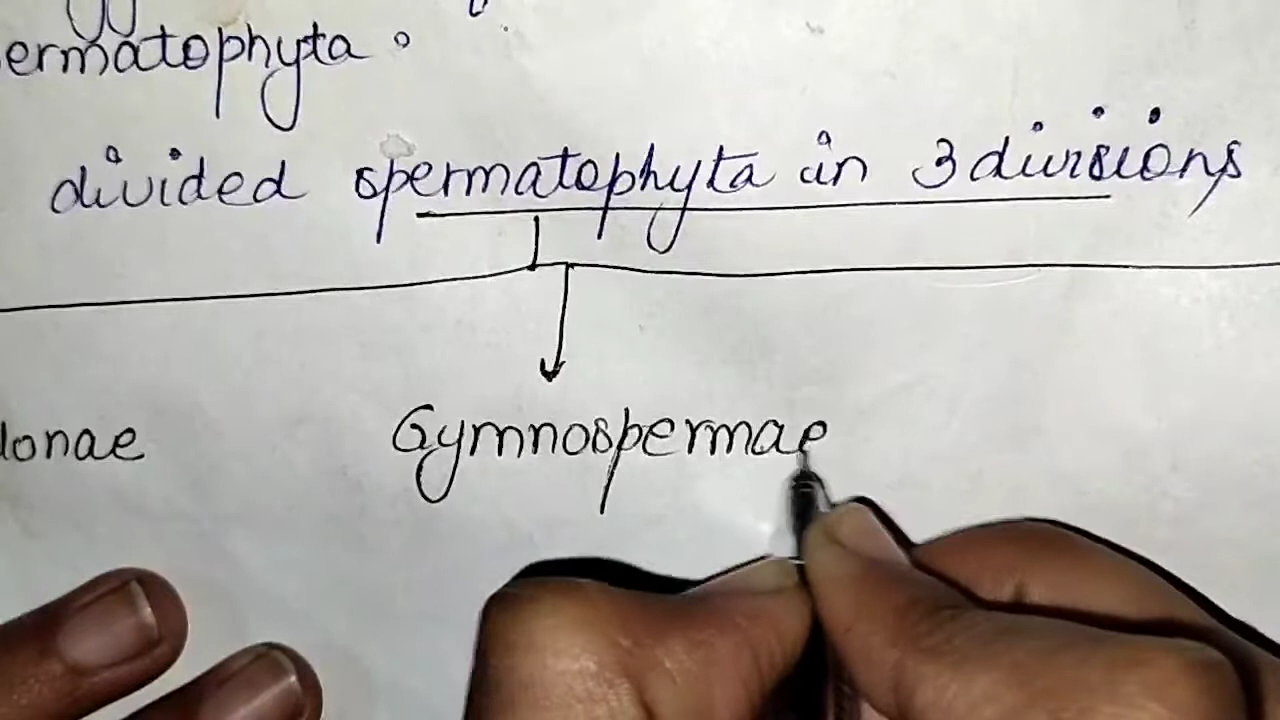 ermatophyta.
divided spermatophyta in 3 divisions
lonae Gymnospermae